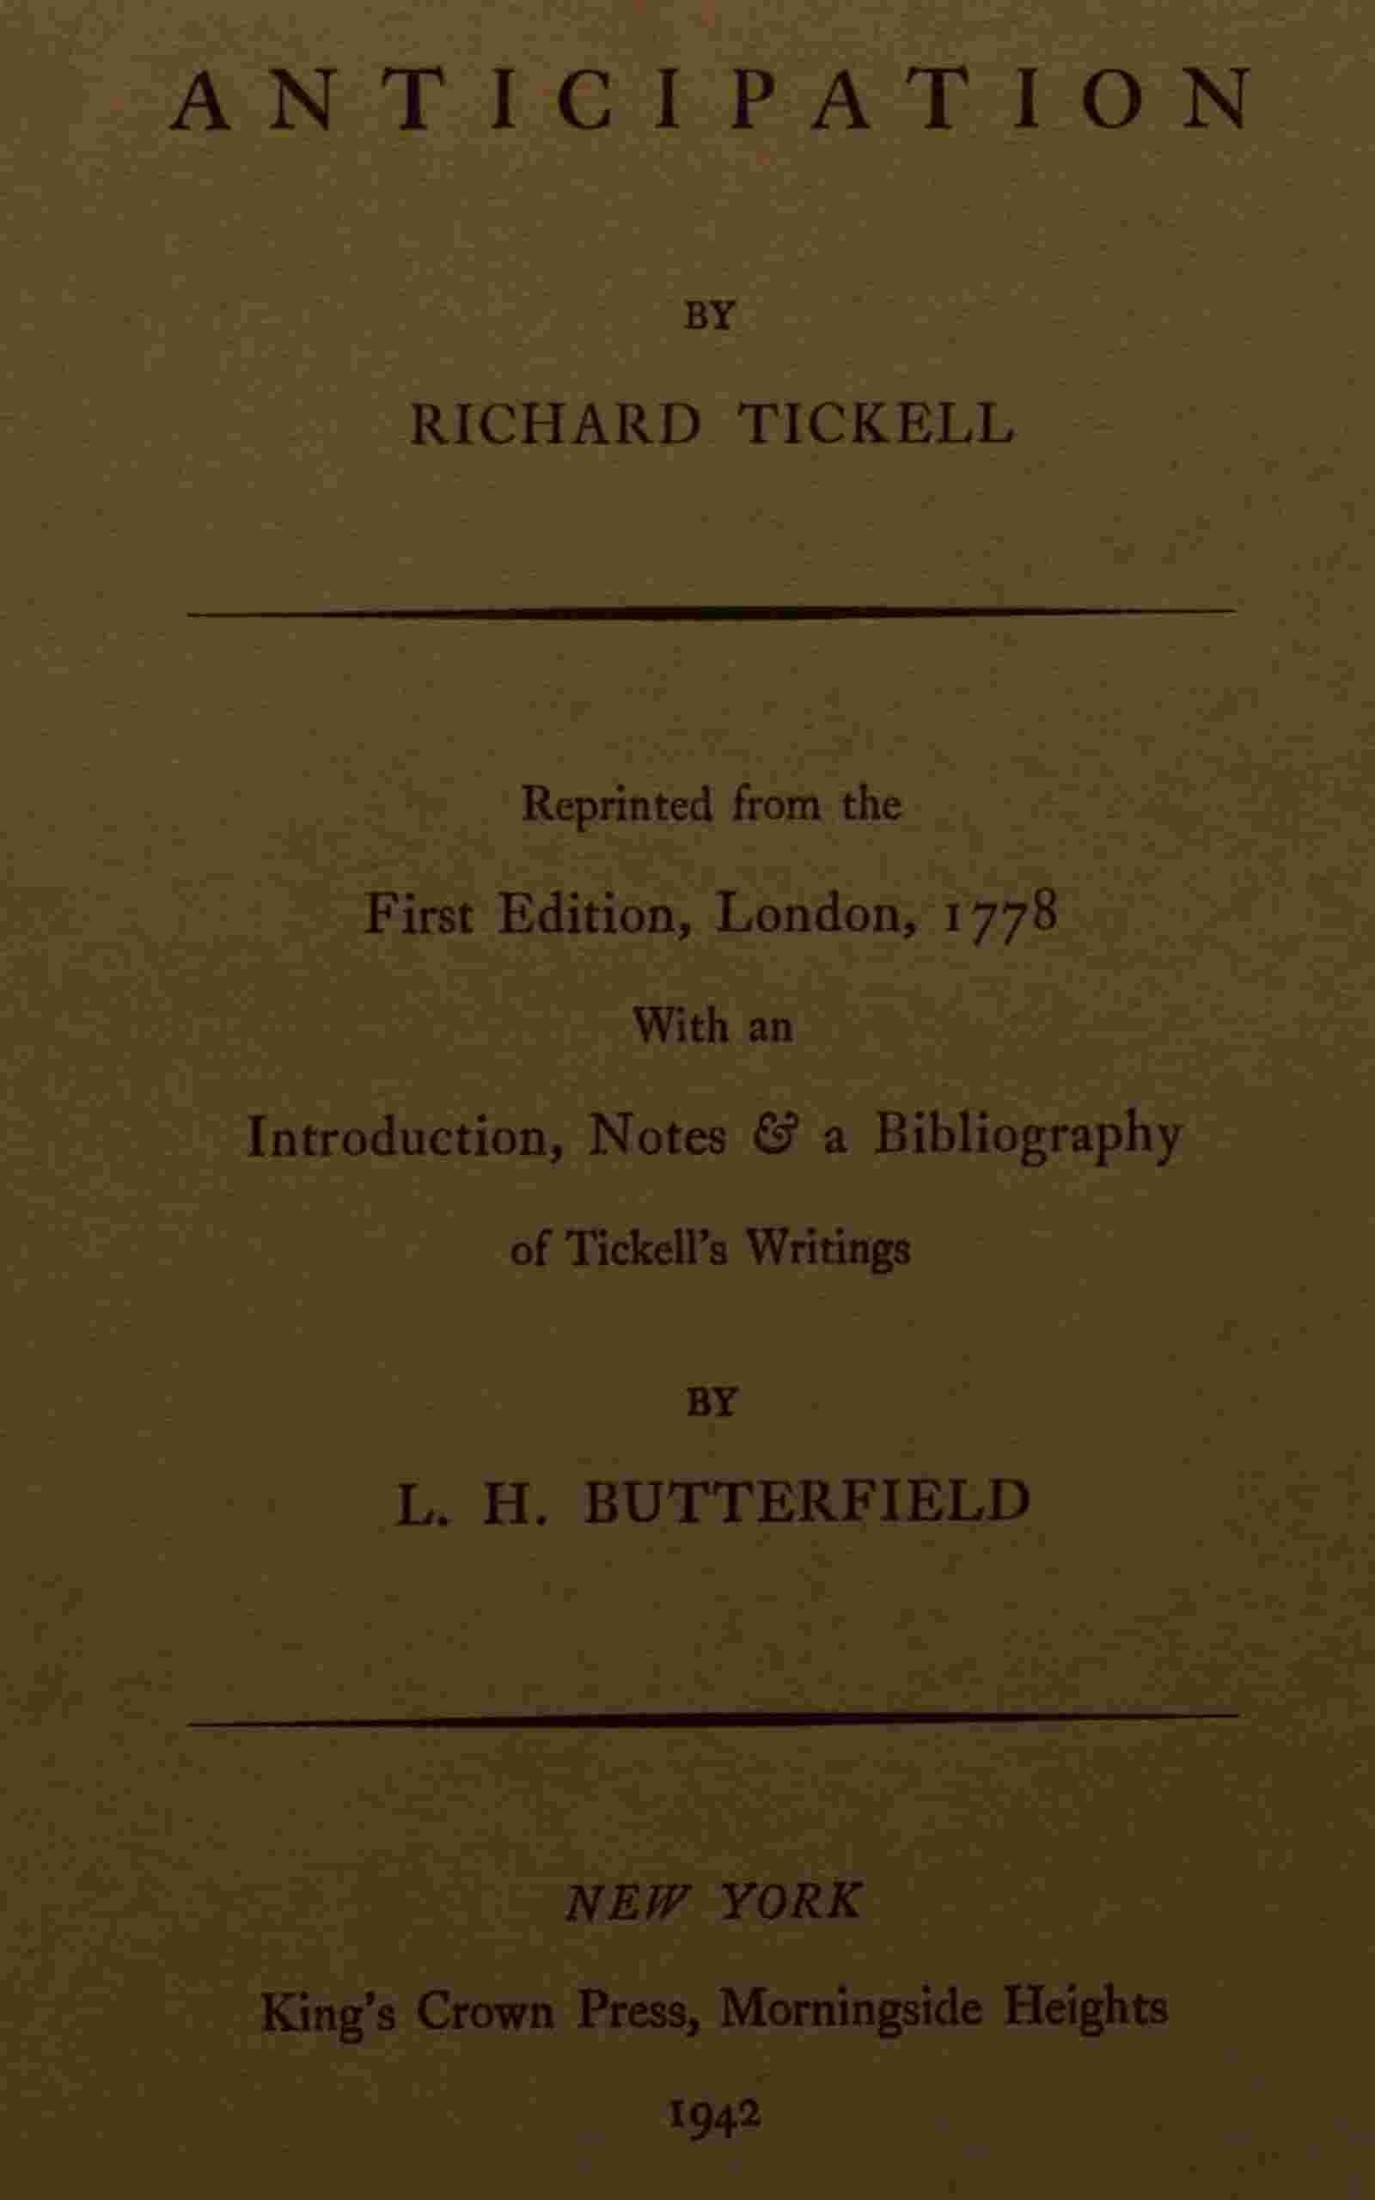 ANTICIPATION
BY
RICHARD TICKELL
Reprinted from the
First Edition, London, 1778
With an
Introduction, Notes & a Bibliography
of Tickell's Writings
BY
L. H. BUTTERFIELD
NEW YORK
King's Crown Press, Morningside Heights
1942